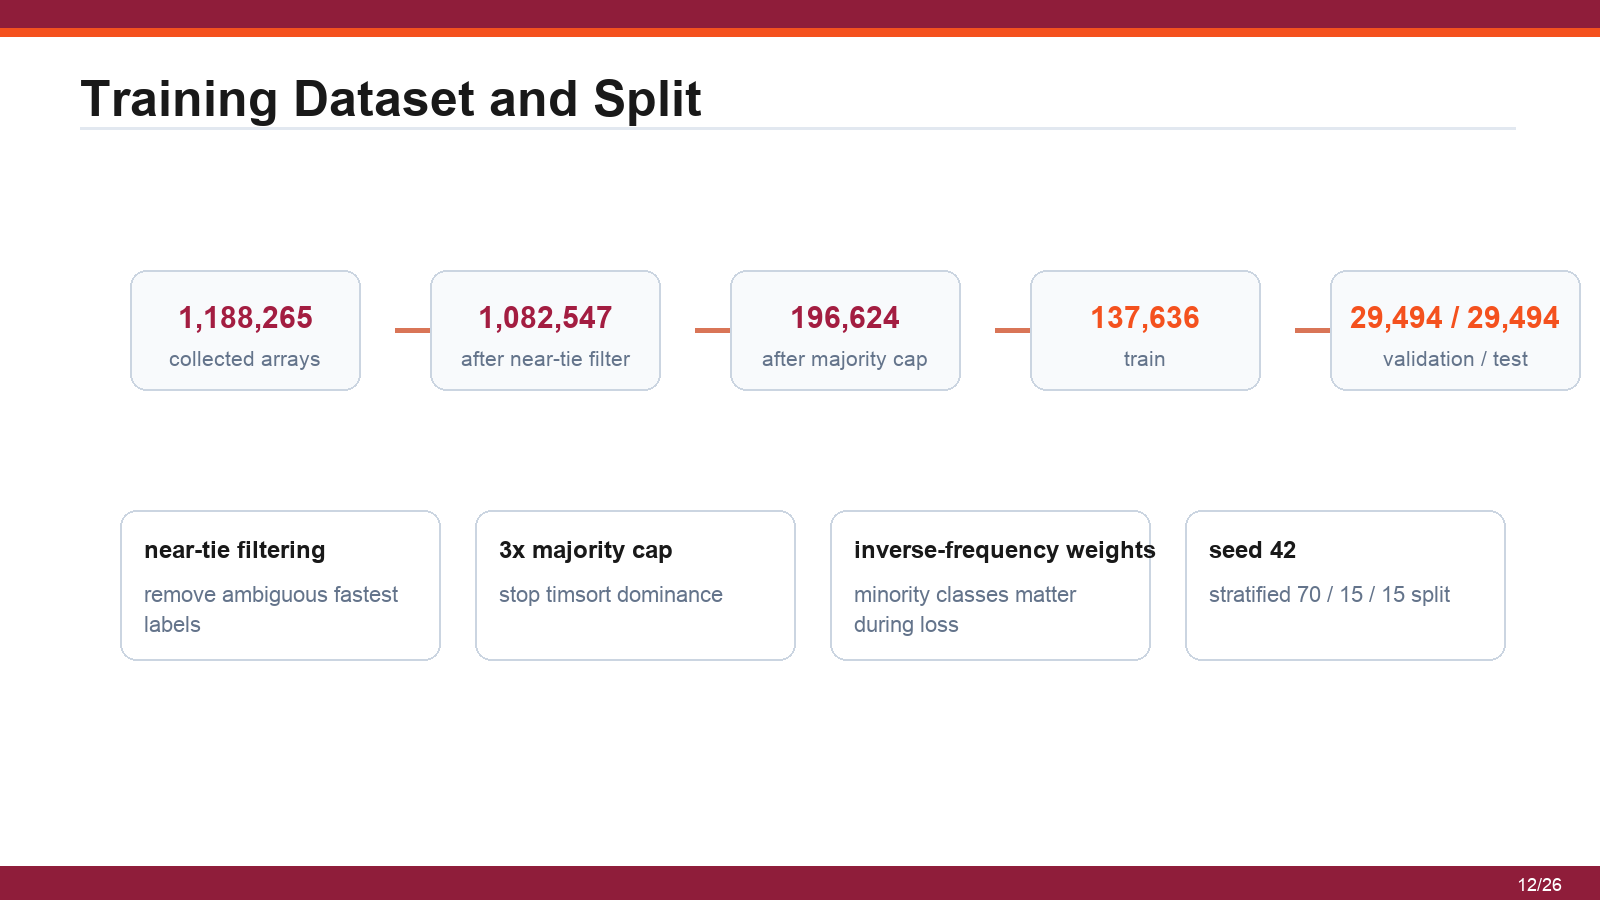 Training Dataset and Split
1,188,265
collected arrays
1,082,547
after near-tie filter
196,624
after majority cap
137,636
train
29,494 / 29,494
validation / test
near-tie filtering
remove ambiguous fastest
labels
3x majority cap
stop timsort dominance
inverse-frequency weights
minority classes matter
during loss
seed 42
stratified 70 / 15 / 15 split
12/26